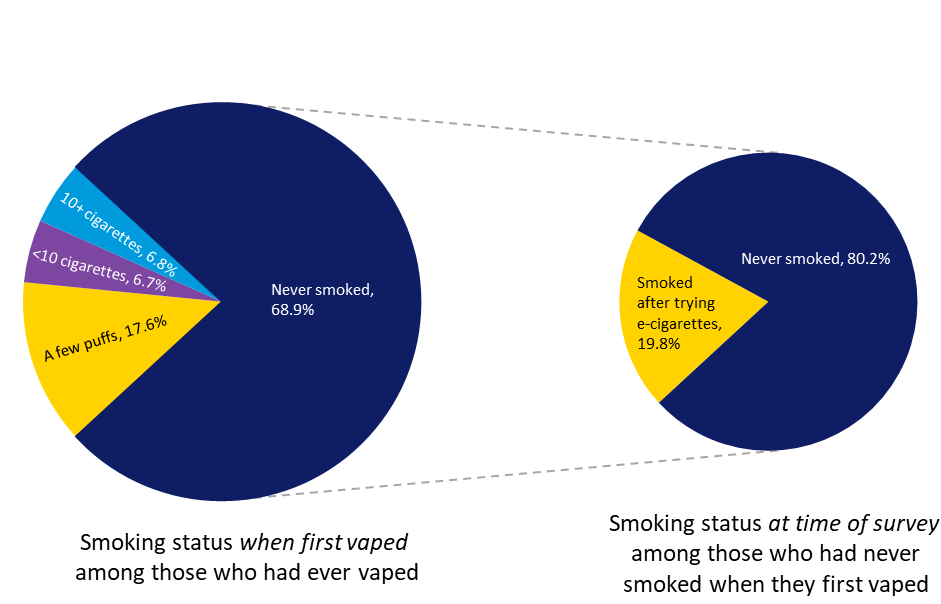 10+ cigarettes, 6.8%
<10 cigarettes, 6.7%
A few puffs, 17.6%
Never smoked,
68.9%
Never smoked, 80.2%
Smoked
after trying
e-cigarettes,
19.8%
Smoking status when first vaped
among those who had ever vaped
Smoking status at time of survey
among those who had never
smoked when they first vaped